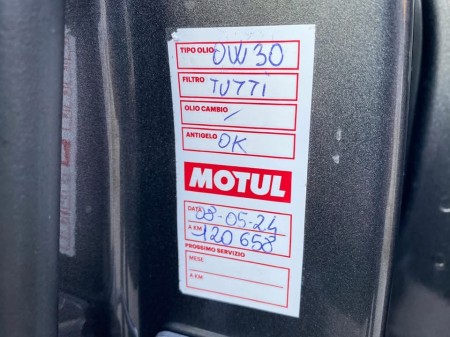 TIPO OLIO 0W30
FILTRO TUTTI
OLIO CAMBIO /
ANTIGELO OK
MOTUL
DATA 08-05-24
A KM 120 658
PROSSIMO SERVIZIO
MESE
A KM